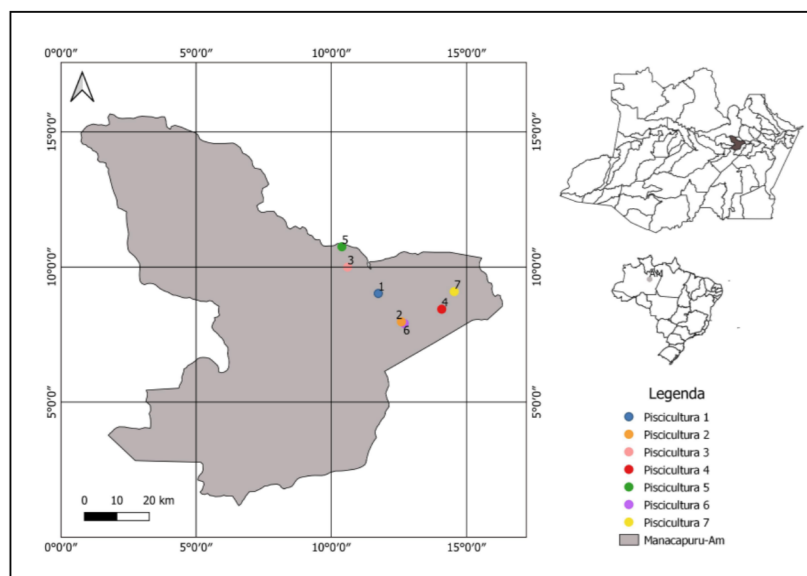 0°0'0" 5°0'0" 10°0'0" 15°0'0"
15°0'0" 15°0'0"
5
3
10°0'0" 10°0'0"
1 7
2 4
6
5°0'0" 5°0'0"
0 10 20 km
0°0'0" 5°0'0" 10°0'0" 15°0'0"
AM
Legenda
Piscicultura 1
Piscicultura 2
Piscicultura 3
Piscicultura 4
Piscicultura 5
Piscicultura 6
Piscicultura 7
Manacapuru-Am